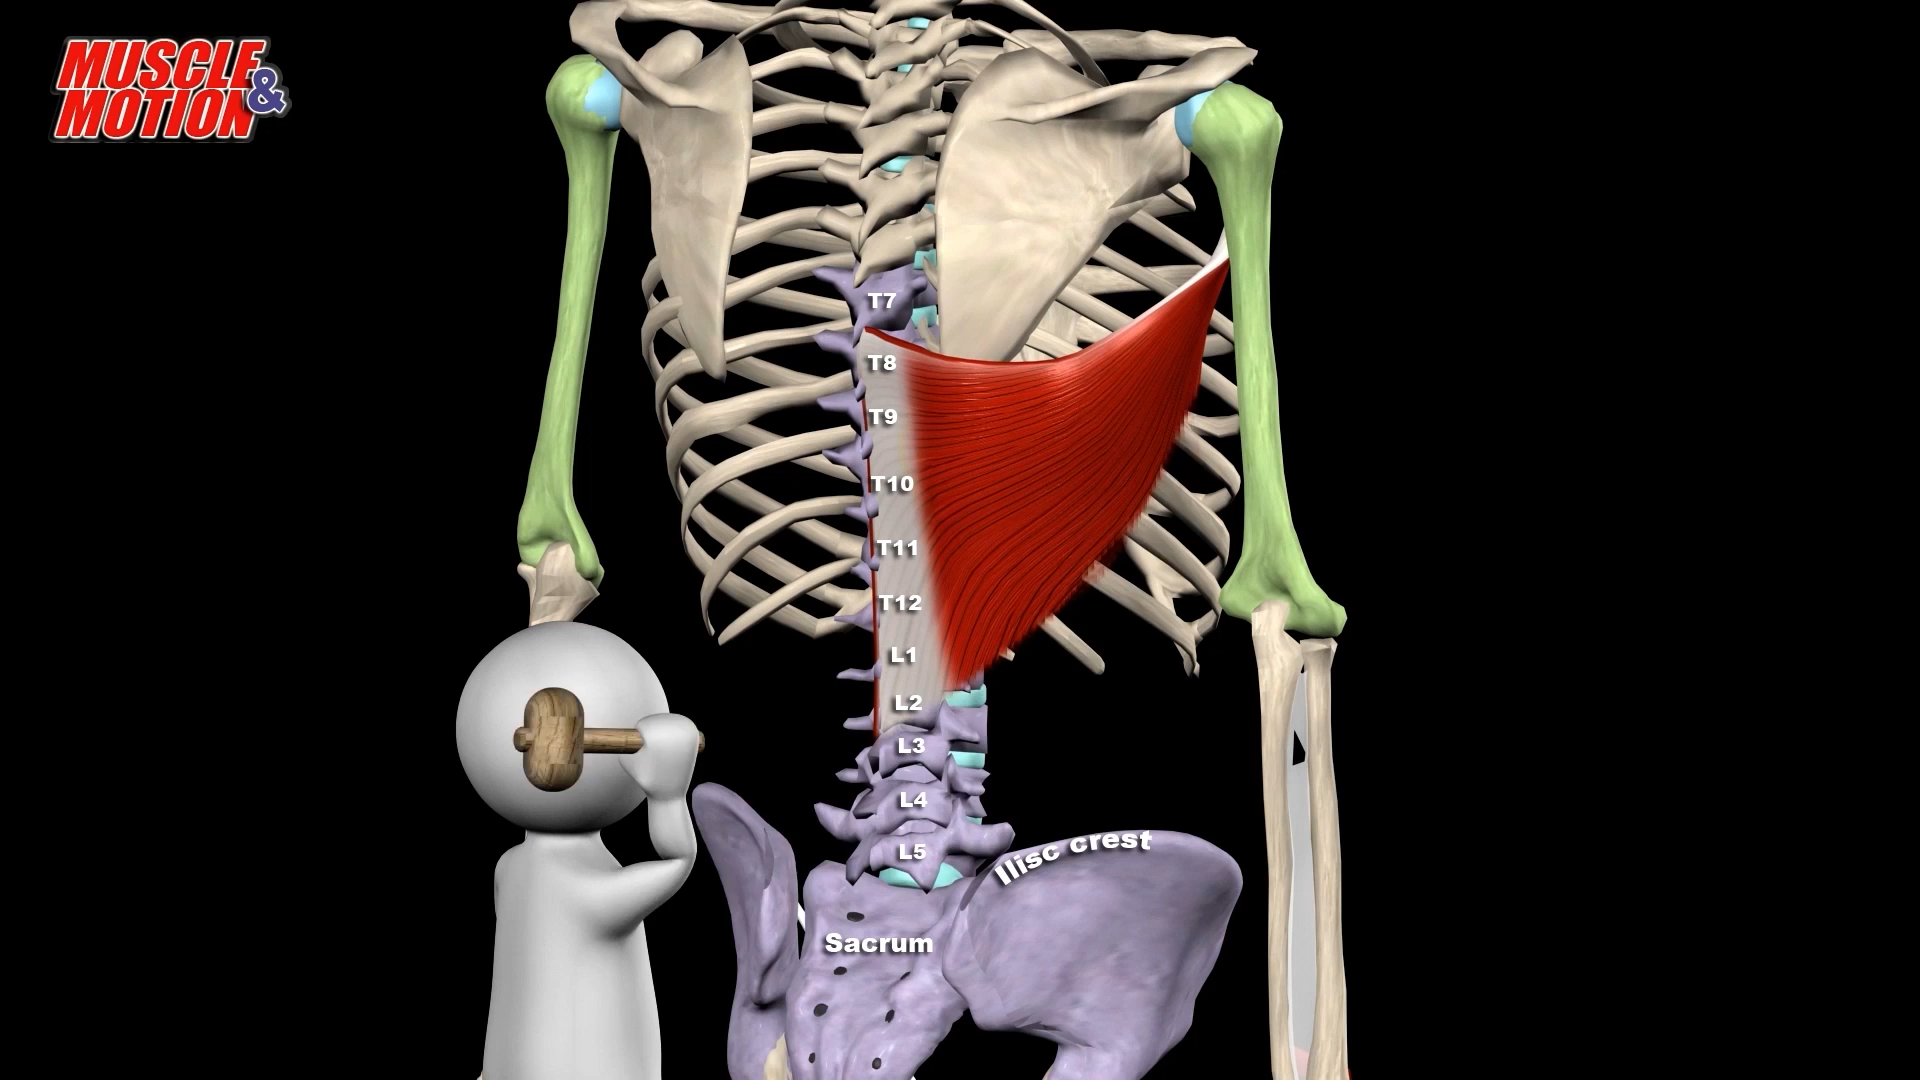 MUSCLE &
MOTION
T7
T8
T9
T10
T11
T12
L1
L2
L3
L4
L5
Ilisc crest
Sacrum